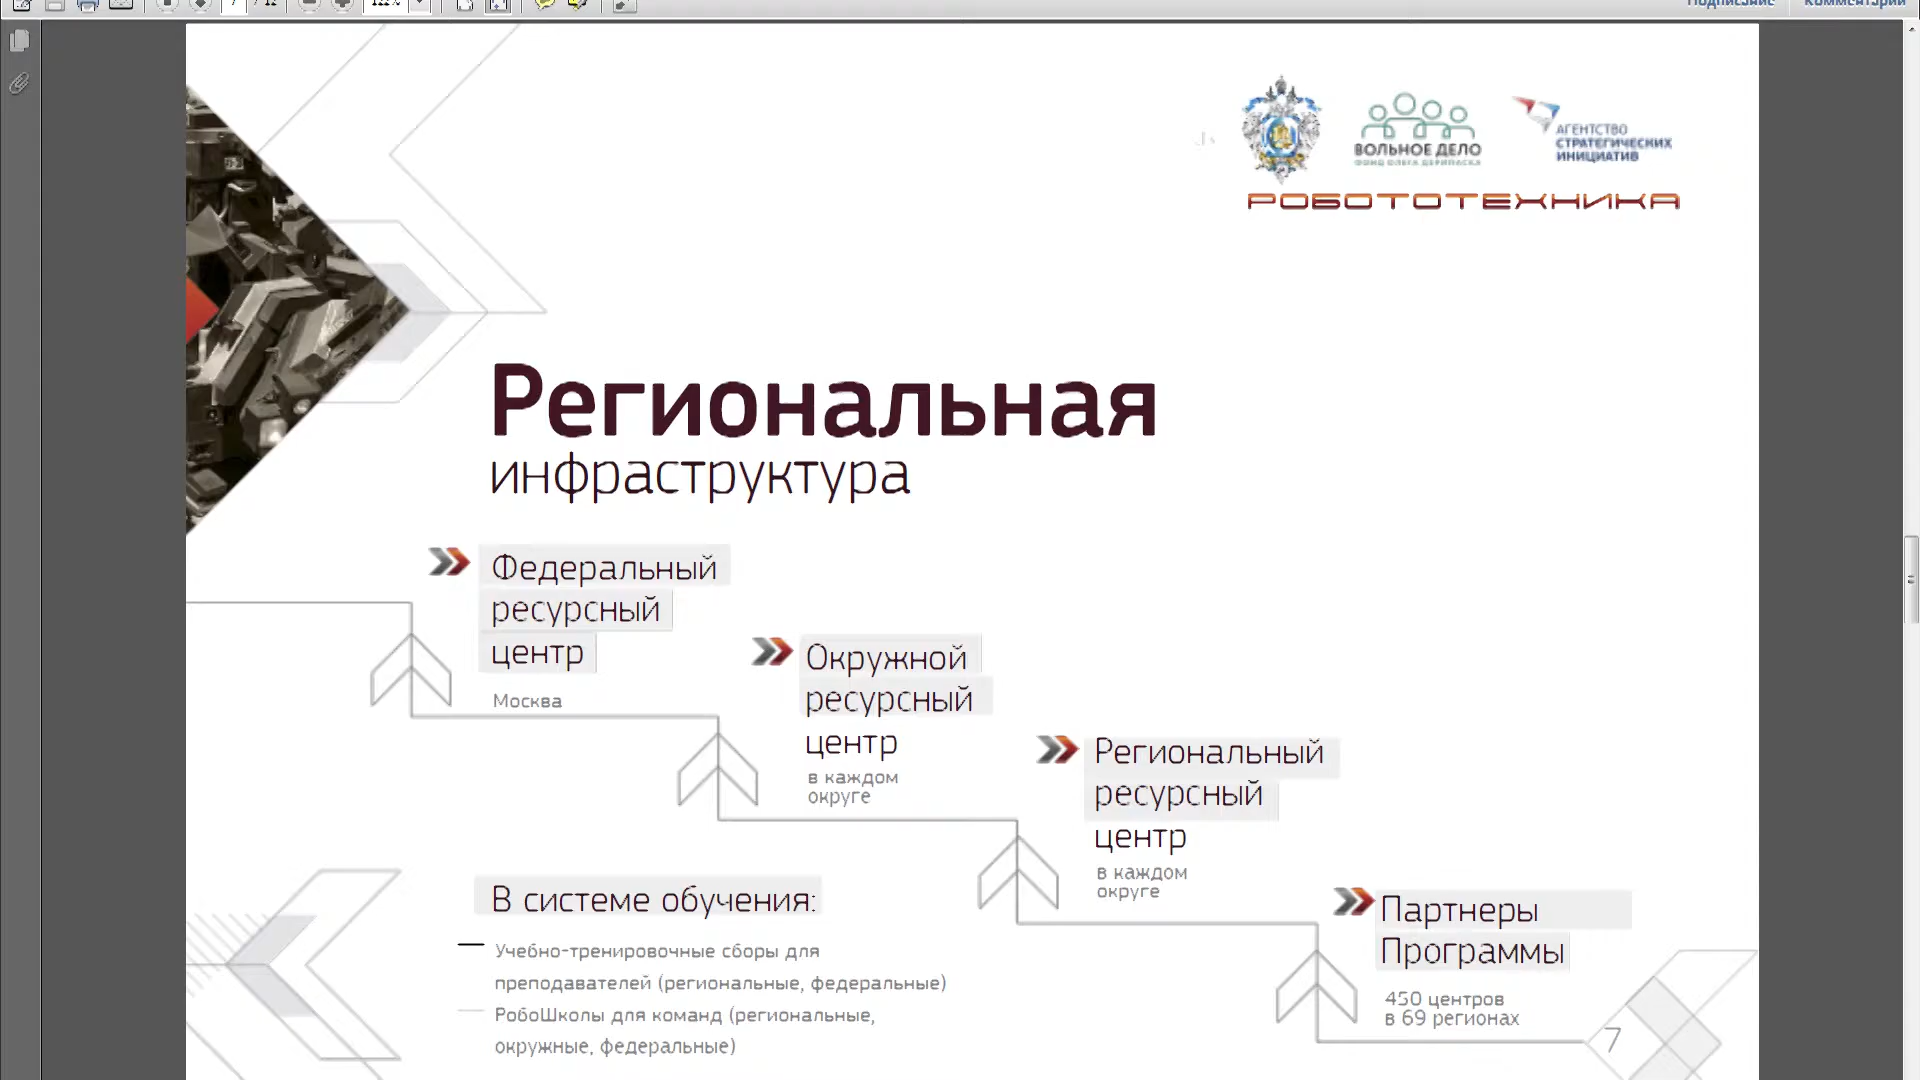 Подписание
Комментарии
ВОЛЬНОЕ ДЕЛО
ФОНД ОЛЕГА ДЕРИПАСКА
АГЕНТСТВО
СТРАТЕГИЧЕСКИХ
ИНИЦИАТИВ
РОБОТОТЕХНИКА
Региональная
инфраструктура
Федеральный
ресурсный
центр
Москва
Окружной
ресурсный
центр
в каждом
округе
Региональный
ресурсный
центр
в каждом
округе
Партнеры
Программы
450 центров
в 69 регионах
В системе обучения:
Учебно-тренировочные сборы для
преподавателей (региональные, федеральные)
РобоШколы для команд (региональные,
окружные, федеральные)
7